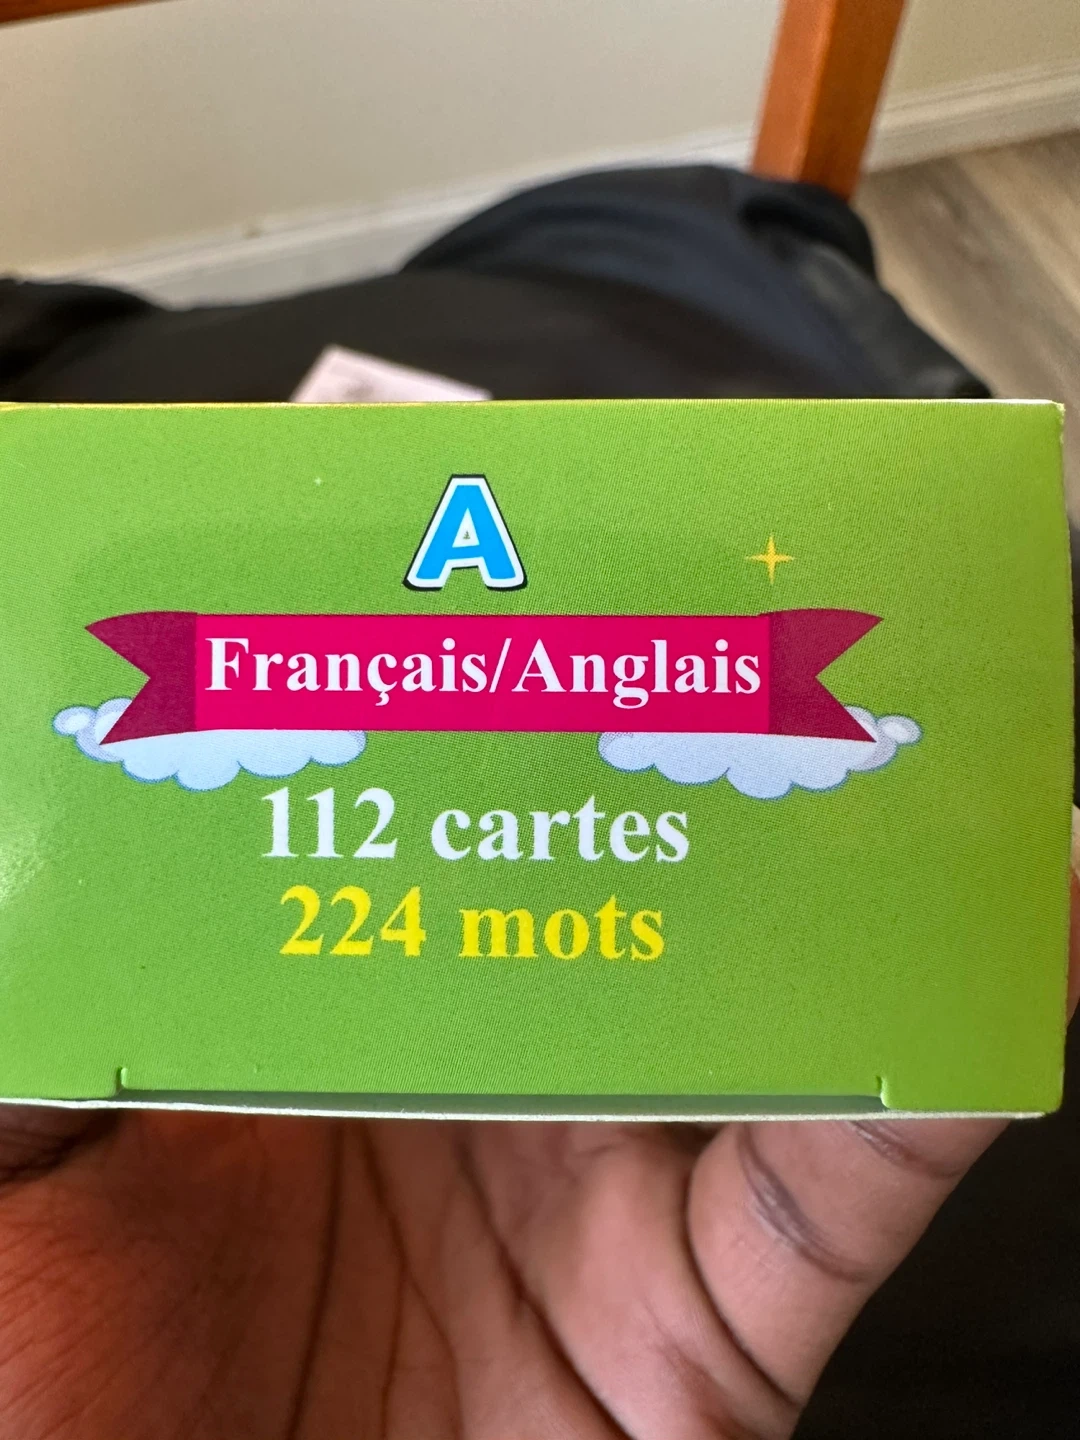 A
Français/Anglais
112 cartes
224 mots